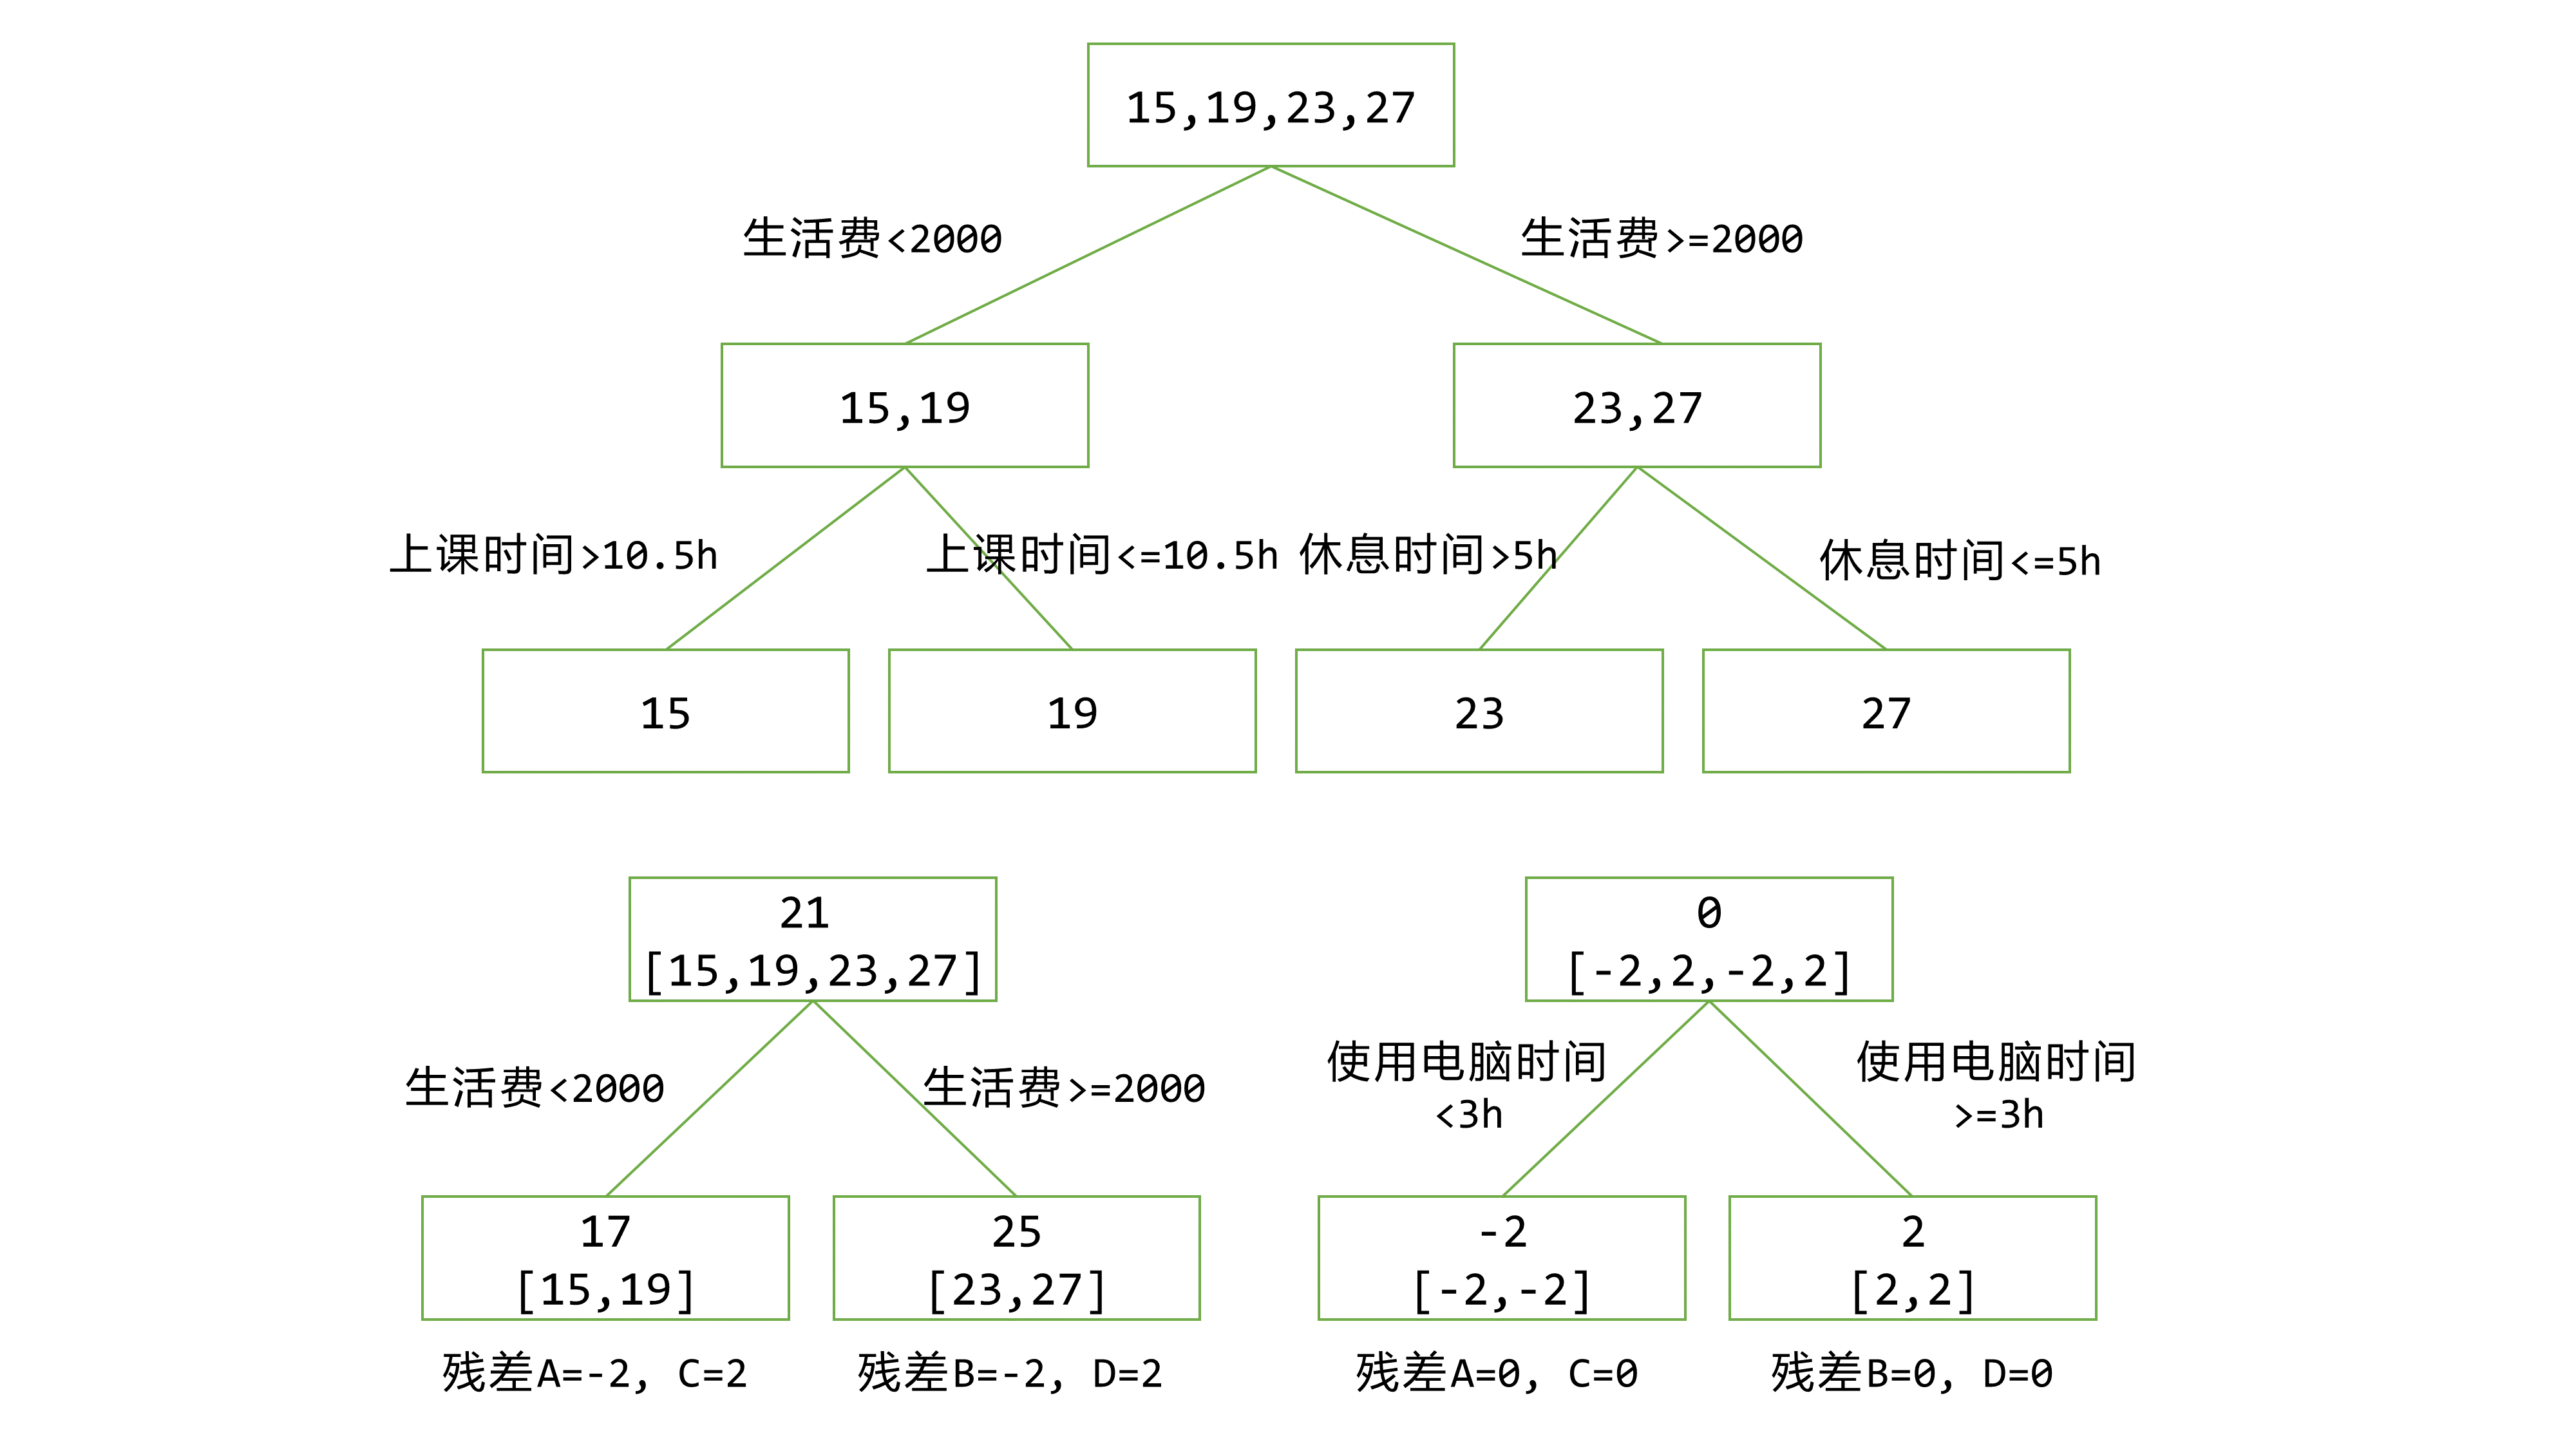 15,19,23,27
生活费<2000
生活费>=2000
15,19
23,27
上课时间>10.5h
上课时间<=10.5h
休息时间>5h
休息时间<=5h
15
19
23
27
21
[15,19,23,27]
0
[-2,2,-2,2]
生活费<2000
生活费>=2000
使用电脑时间
<3h
使用电脑时间
>=3h
17
[15,19]
25
[23,27]
-2
[-2,-2]
2
[2,2]
残差A=-2, C=2
残差B=-2, D=2
残差A=0, C=0
残差B=0, D=0